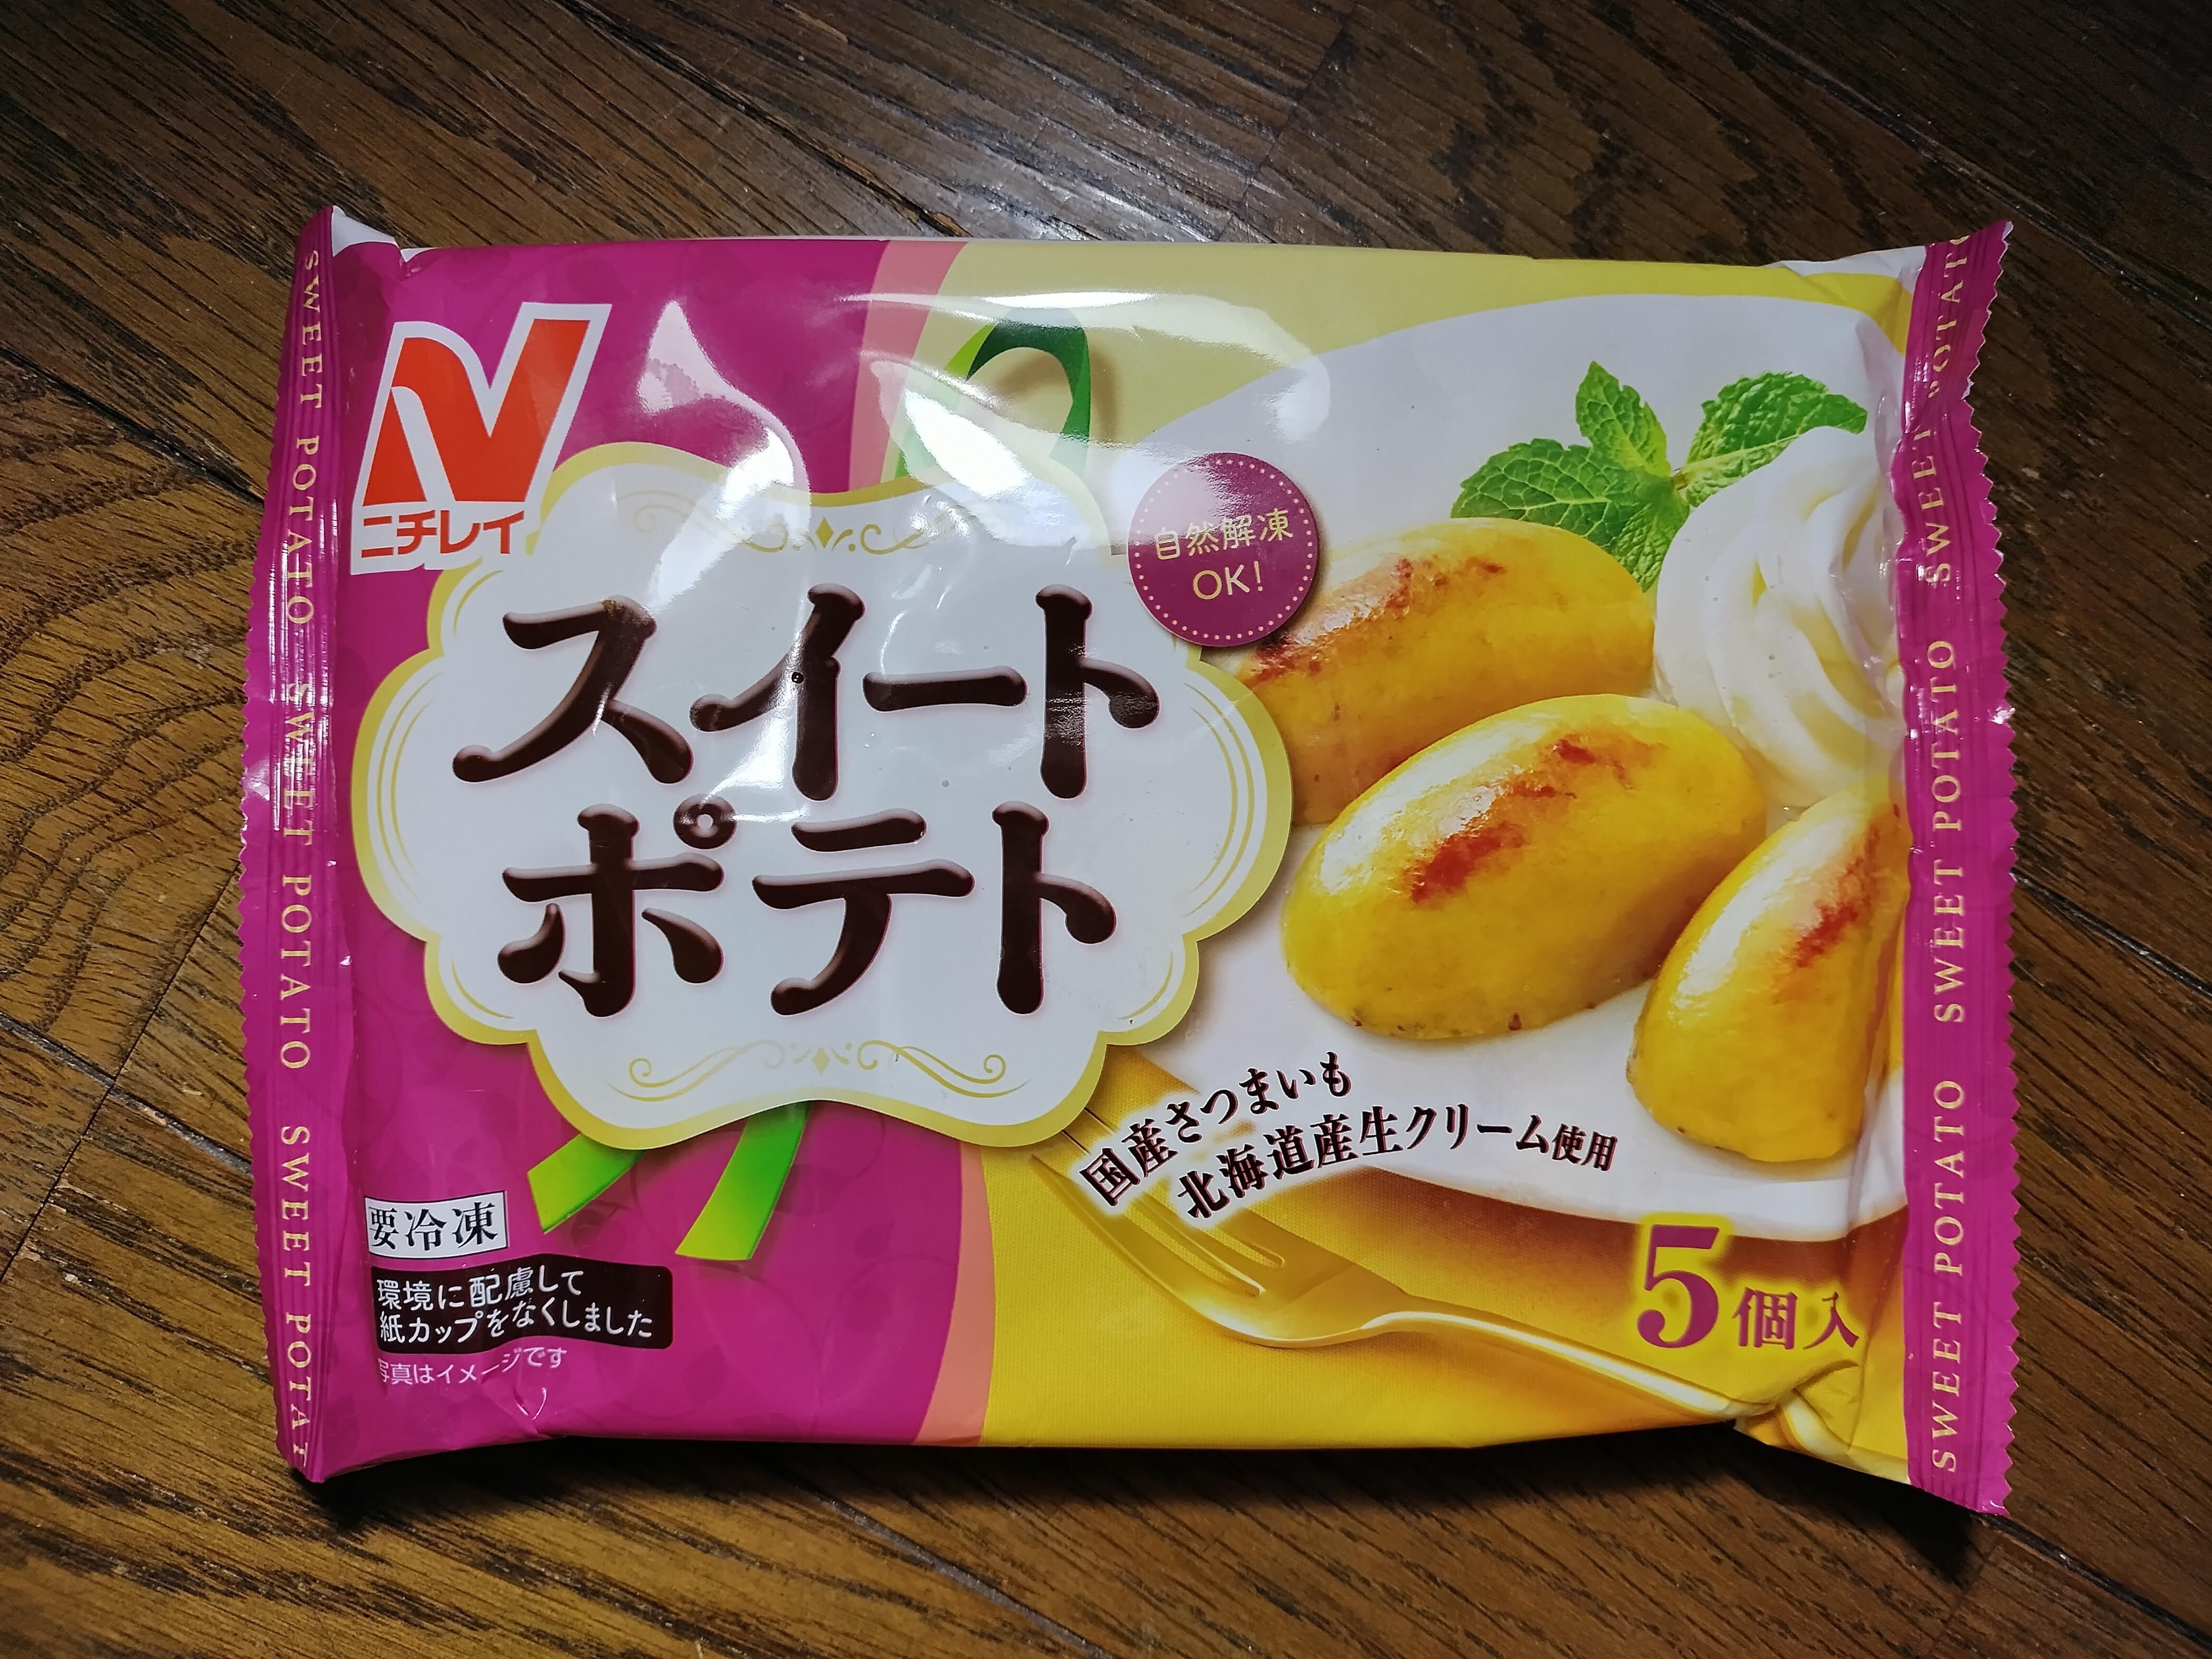 ニチレイ
自然解凍
OK!
スイート
ポテト
国産さつまいも
北海道産生クリーム使用
5個入
要冷凍
環境に配慮して
紙カップをなくしました
写真はイメージです
SWEET POTATO SWEET POTATO SWEET POTA
SWEET POTATO SWEET POTATO SWEET POTATO